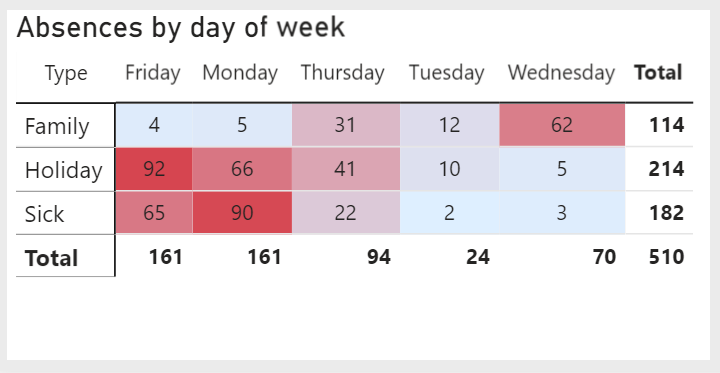 Absences by day of week
Type Friday Monday Thursday Tuesday Wednesday Total
Family 4 5 31 12 62 114
Holiday 92 66 41 10 5 214
Sick 65 90 22 2 3 182
Total 161 161 94 24 70 510